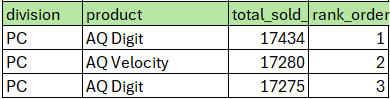 division product total_sold_ rank_order
PC AQ Digit 17434 1
PC AQ Velocity 17280 2
PC AQ Digit 17275 3